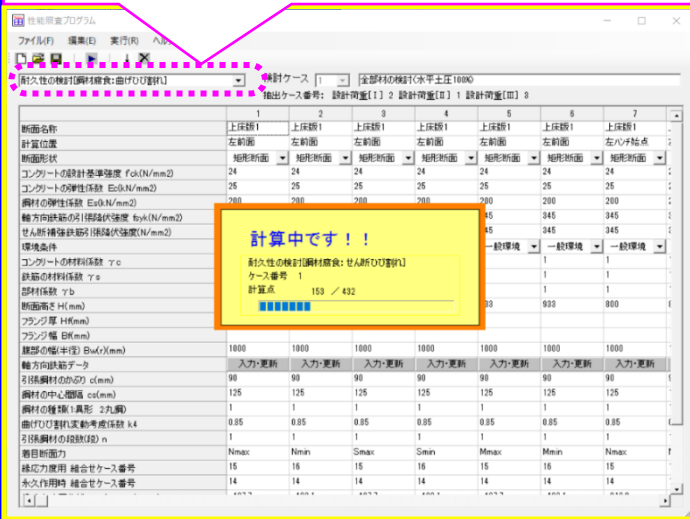 性能照査プログラム
ファイル(F) 編集(E) 実行(R)
耐久性の検討[鋼材腐食:曲げひび割れ] 検討ケース 1 全部材の検討(水平土圧100%)
抽出ケース番号: 設計荷重[Ⅰ] 2 設計荷重[Ⅱ] 1 設計荷重[Ⅲ] 3
1 2 3 4 5 6 7
断面名称 上床版1 上床版1 上床版1 上床版1 上床版1 上床版1 上床版1
計算位置 左前面 左前面 左前面 左前面 左前面 左前面 左ハンチ始点
断面形状 矩形断面 矩形断面 矩形断面 矩形断面 矩形断面 矩形断面 矩形断面
コンクリートの設計基準強度 f'ck(N/mm2) 24 24 24 24 24 24 24
コンクリートの弾性係数 Ec(kN/mm2) 25 25 25 25 25 25 25
鋼材の弾性係数 Es(kN/mm2) 200 200 200 200 200 200 200
軸方向鉄筋の引張降伏強度 fsyk(N/mm2) 345 345 345
せん断補強鉄筋引張降伏強度(N/mm2) 345 345 345
環境条件 一般環境 一般環境 一般環境
コンクリートの材料係数 γc 1 1
鉄筋の材料係数 γs 1 1
部材係数 γb 1 1
断面高さ H(mm) 933 933 800
フランジ厚 Hf(mm)
フランジ幅 Bf(mm)
腹部の幅(半径) Bw(r)(mm) 1000 1000 1000 1000 1000 1000 1000
軸方向鉄筋データ 入力・更新 入力・更新 入力・更新 入力・更新 入力・更新 入力・更新 入力・更新
引張鋼材のかぶり c(mm) 90 90 90 90 90 90 90
鋼材の中心間隔 cs(mm) 125 125 125 125 125 125 125
鋼材の種類(1:異形 2:丸鋼) 1 1 1 1 1 1 1
曲げひび割れ変動考慮係数 k4 0.85 0.85 0.85 0.85 0.85 0.85 0.85
引張鋼材の段数(段) n 1 1 1 1 1 1 1
着目断面力 Nmax Nmin Smax Smin Mmax Mmin Nmax
縁応力度用 組合せケース番号 15 16 15 16 15 16 15
永久作用時 組合せケース番号 14 14 14 14 14 14 14
計算中です！！
耐久性の検討[鋼材腐食:せん断ひび割れ]
ケース番号 1
計算点 153 / 432